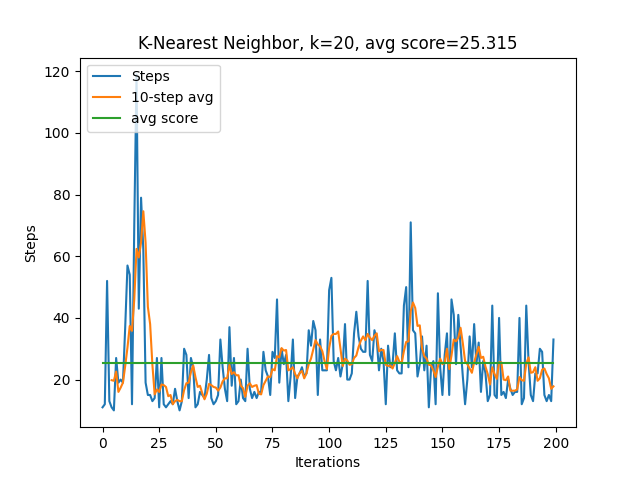 K-Nearest Neighbor, k=20, avg score=25.315
Steps
10-step avg
avg score
120
100
80
60
40
20
Steps
0
25
50
75
100
125
150
175
200
Iterations